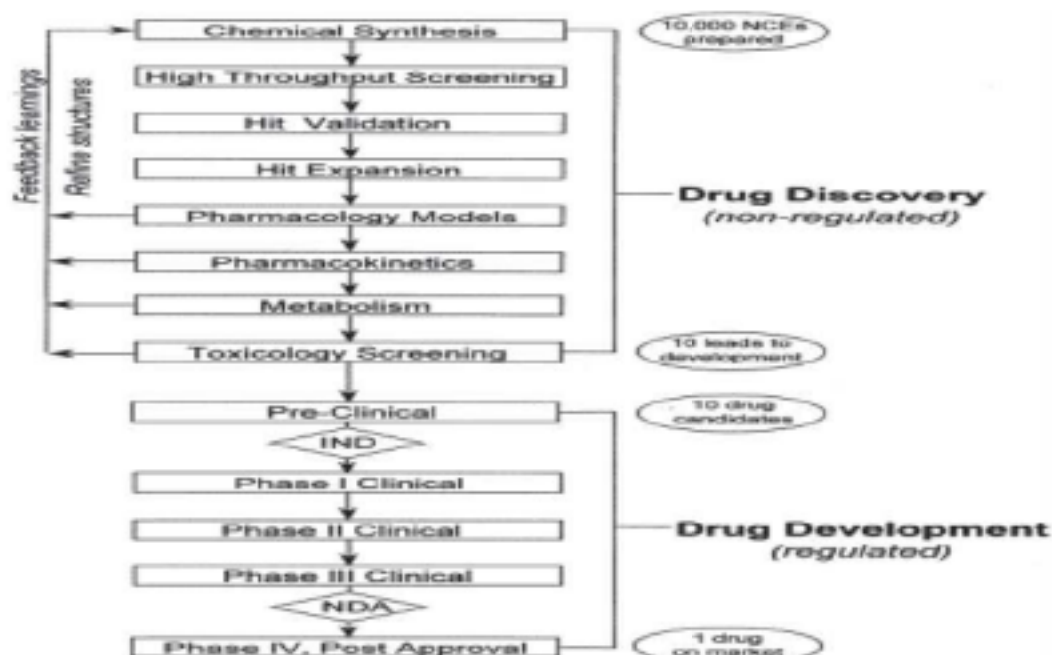 Chemical Synthesis
10,000 NCEs
prepared
High Throughput Screening
Hit Validation
Hit Expansion
Feedback learnings
Refine structures
Drug Discovery
(non-regulated)
Pharmacology Models
Pharmacokinetics
Metabolism
Toxicology Screening
10 leads to
development
Pre-Clinical
10 drug
candidates
IND
Phase I Clinical
Phase II Clinical
Drug Development
(regulated)
Phase III Clinical
NDA
Phase IV, Post Approval
1 drug
on market